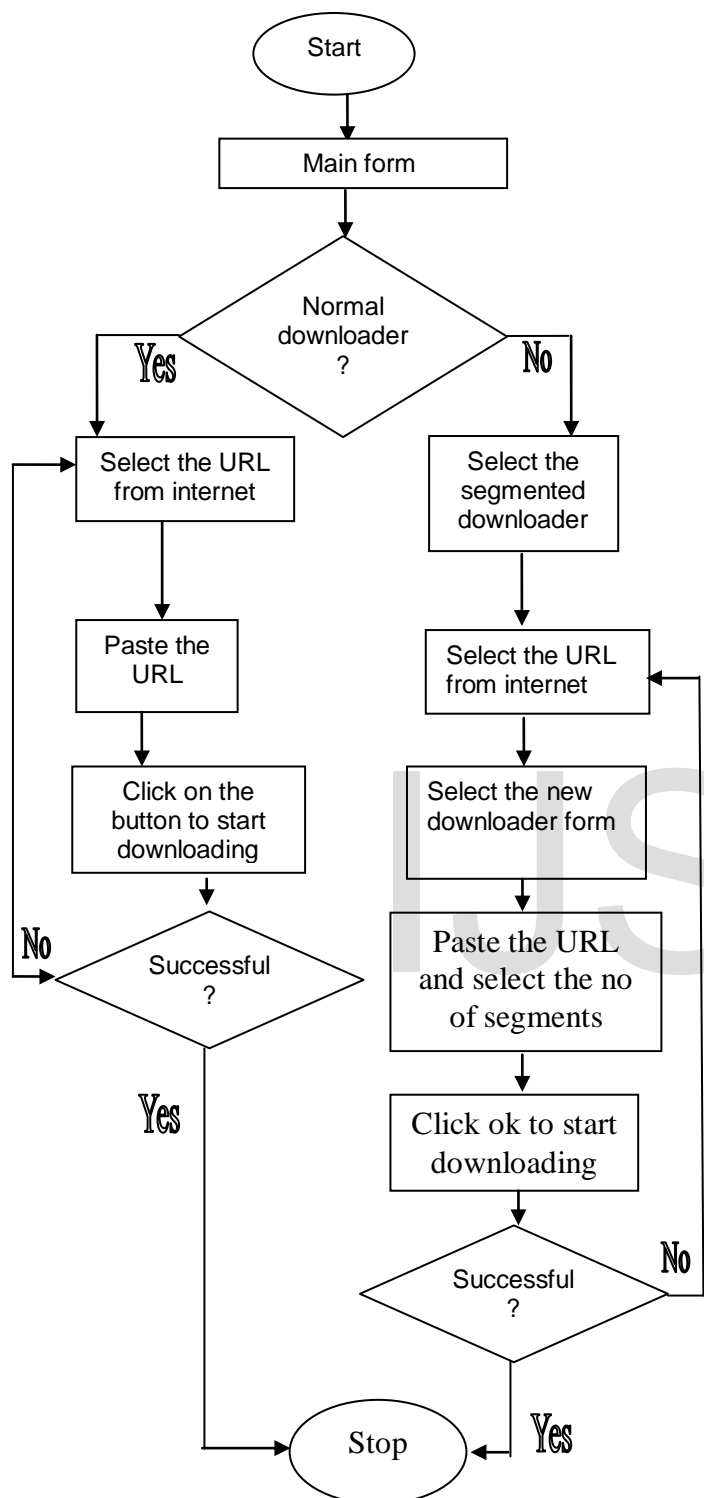 Start
Main form
Normal
downloader
?
Yes
No
Select the URL
from internet
Paste the
URL
Click on the
button to start
downloading
No
Successful
?
Yes
Select the
segmented
downloader
Select the URL
from internet
Select the new
downloader form
Paste the URL
and select the no
of segments
Click ok to start
downloading
Successful
?
No
Yes
Stop
IJS